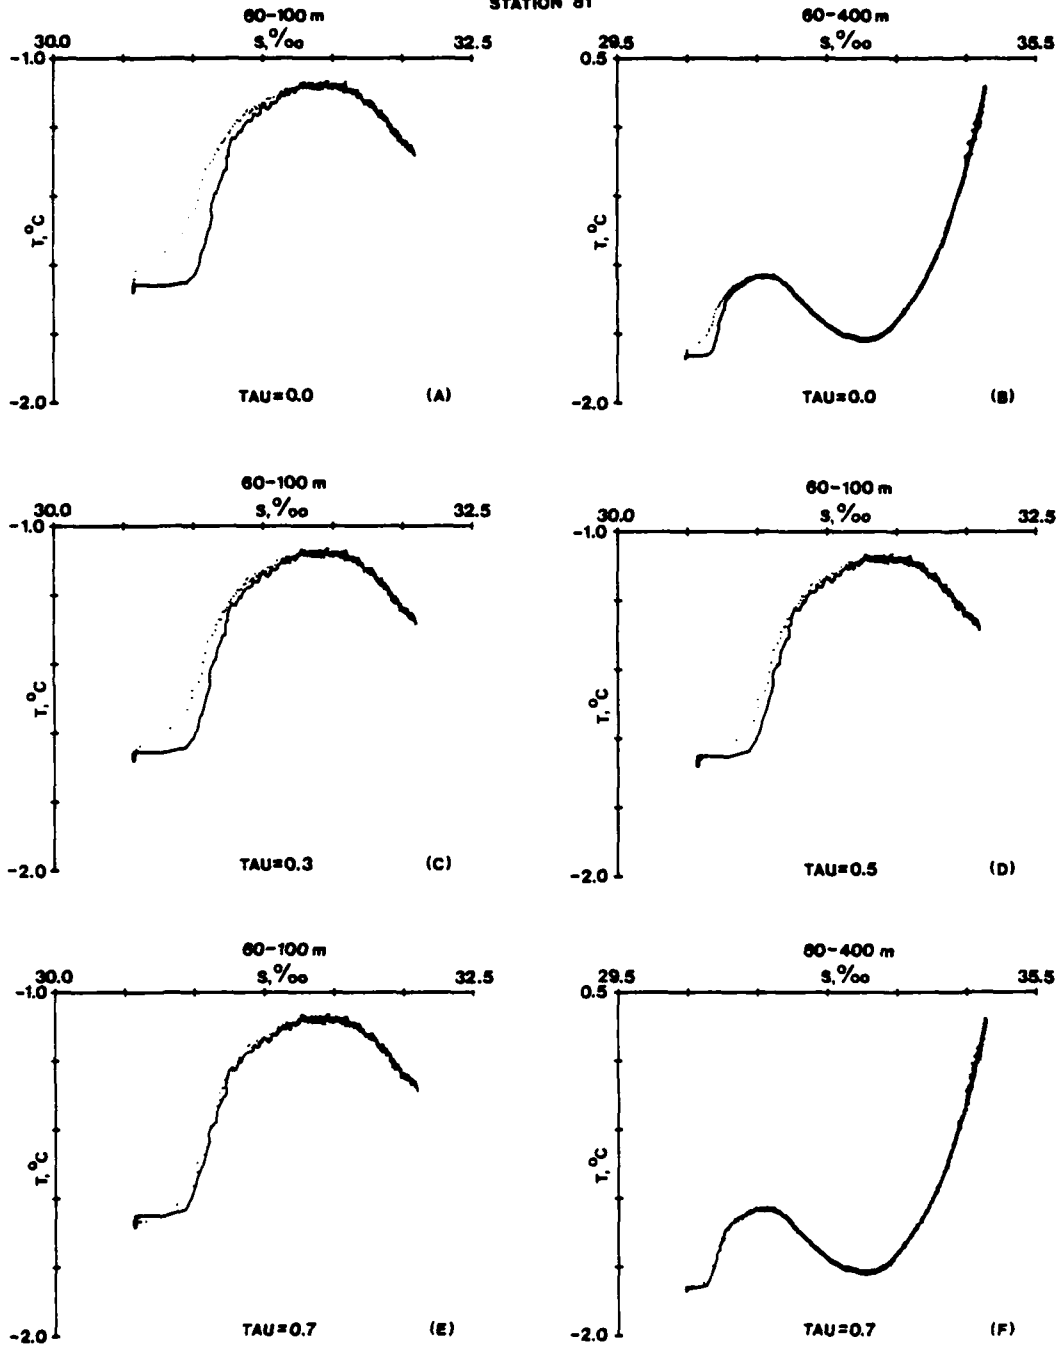 STATION 81
60-100 m
S, ‰
30.0 32.5
-1.0
T, °C
-2.0
TAU=0.0 (A)
60-400 m
S, ‰
29.5 35.5
0.5
T, °C
-2.0
TAU=0.0 (B)
60-100 m
S, ‰
30.0 32.5
-1.0
T, °C
-2.0
TAU=0.3 (C)
60-100 m
S, ‰
30.0 32.5
-1.0
T, °C
-2.0
TAU=0.5 (D)
60-100 m
S, ‰
30.0 32.5
-1.0
T, °C
-2.0
TAU=0.7 (E)
60-400 m
S, ‰
29.5 35.5
0.5
T, °C
-2.0
TAU=0.7 (F)